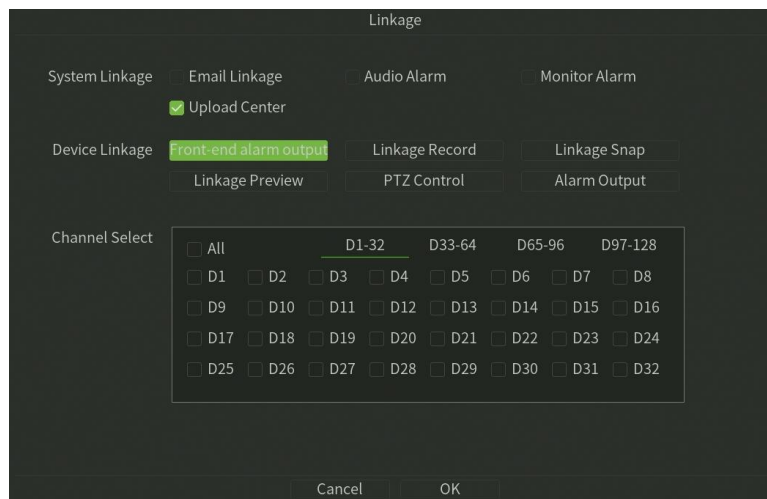 Linkage
System Linkage Email Linkage Audio Alarm Monitor Alarm
Upload Center
Device Linkage Front-end alarm output Linkage Record Linkage Snap
Linkage Preview PTZ Control Alarm Output
Channel Select
All D1-32 D33-64 D65-96 D97-128
D1 D2 D3 D4 D5 D6 D7 D8
D9 D10 D11 D12 D13 D14 D15 D16
D17 D18 D19 D20 D21 D22 D23 D24
D25 D26 D27 D28 D29 D30 D31 D32
Cancel OK